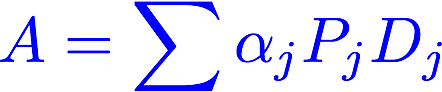 A = ∑ α_j P_j D_j